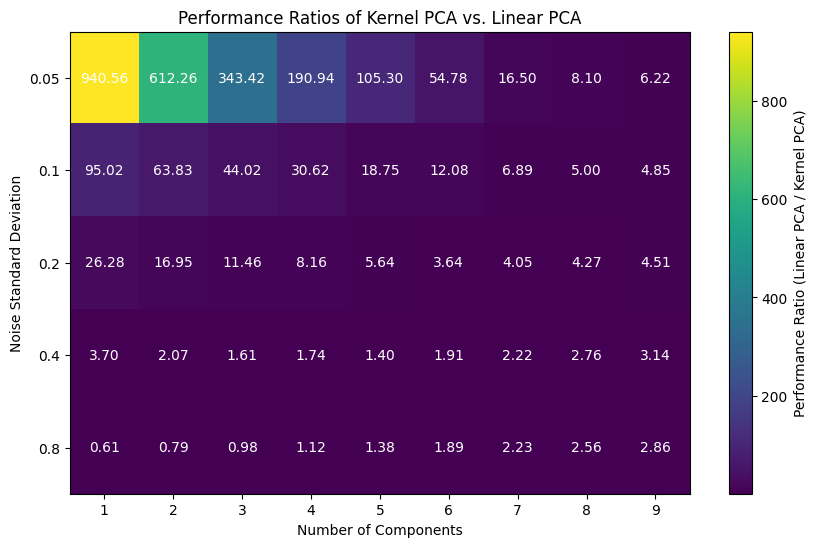 Performance Ratios of Kernel PCA vs. Linear PCA
Noise Standard Deviation
0.05 940.56 612.26 343.42 190.94 105.30 54.78 16.50 8.10 6.22
0.1 95.02 63.83 44.02 30.62 18.75 12.08 6.89 5.00 4.85
0.2 26.28 16.95 11.46 8.16 5.64 3.64 4.05 4.27 4.51
0.4 3.70 2.07 1.61 1.74 1.40 1.91 2.22 2.76 3.14
0.8 0.61 0.79 0.98 1.12 1.38 1.89 2.23 2.56 2.86
1 2 3 4 5 6 7 8 9
Number of Components
800
600
400
200
Performance Ratio (Linear PCA / Kernel PCA)